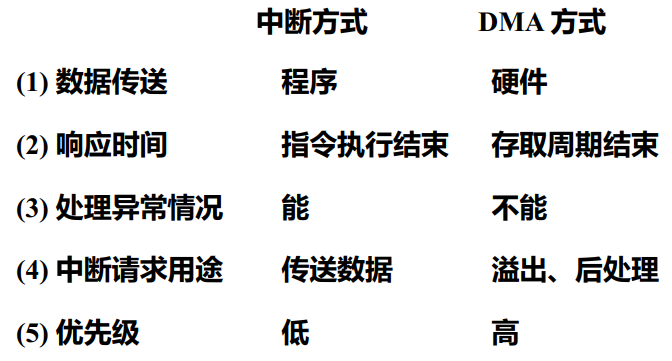 中断方式 DMA 方式
(1) 数据传送 程序 硬件
(2) 响应时间 指令执行结束 存取周期结束
(3) 处理异常情况 能 不能
(4) 中断请求用途 传送数据 溢出、后处理
(5) 优先级 低 高